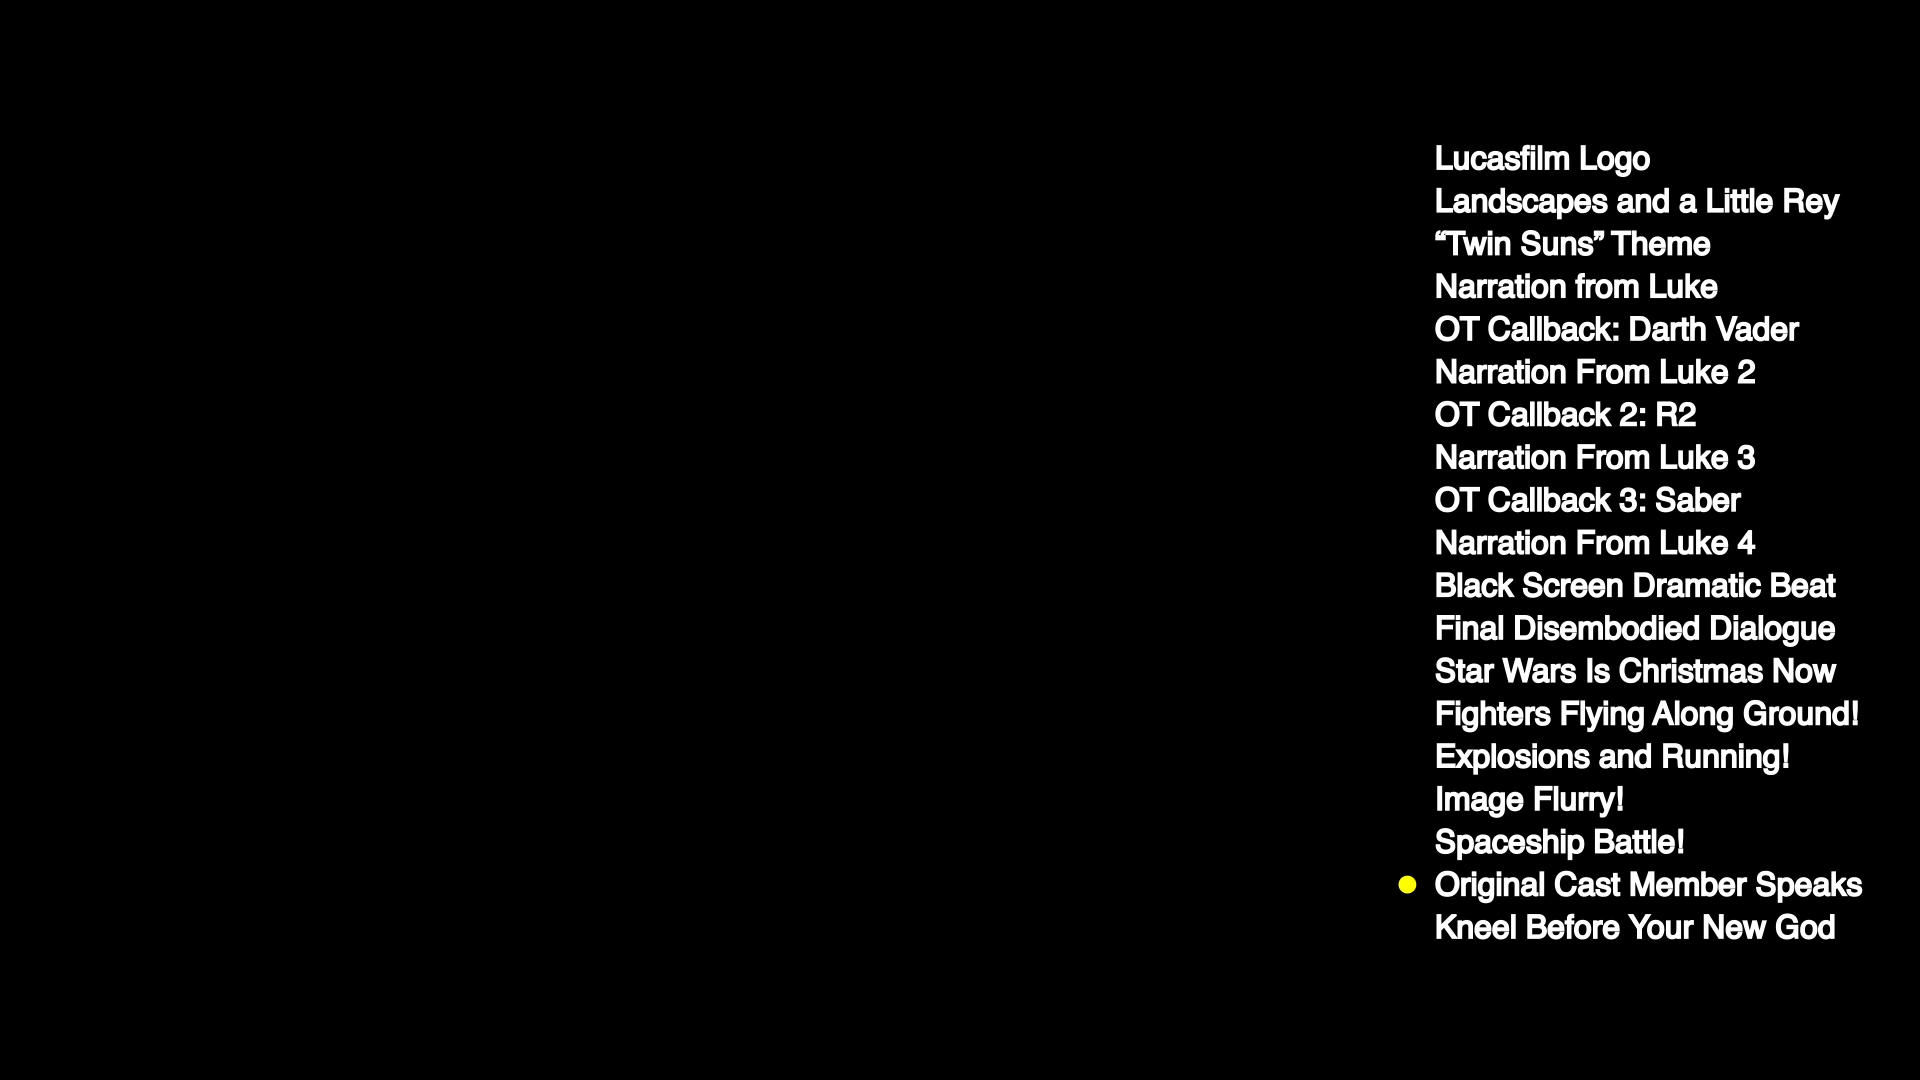 Lucasfilm Logo
Landscapes and a Little Rey
“Twin Suns” Theme
Narration from Luke
OT Callback: Darth Vader
Narration From Luke 2
OT Callback 2: R2
Narration From Luke 3
OT Callback 3: Saber
Narration From Luke 4
Black Screen Dramatic Beat
Final Disembodied Dialogue
Star Wars Is Christmas Now
Fighters Flying Along Ground!
Explosions and Running!
Image Flurry!
Spaceship Battle!
Original Cast Member Speaks
Kneel Before Your New God